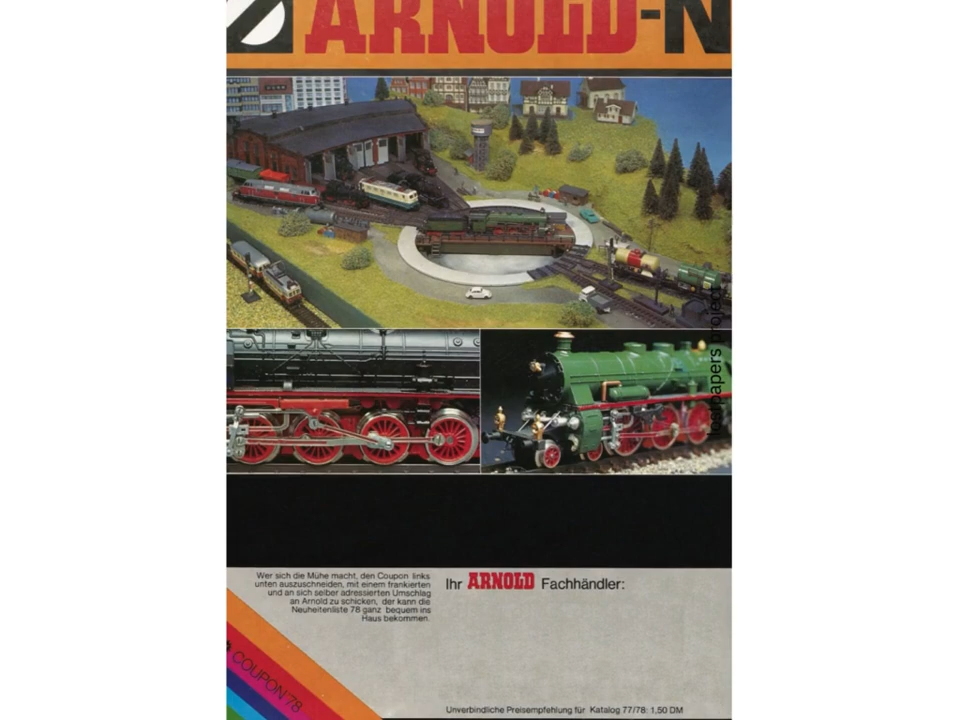 ARNOLD-N
Wer sich die Mühe macht, den Coupon links
unten auszuschneiden, mit einem frankierten
und an sich selber adressierten Umschlag
an Arnold zu schicken, der kann die
Neuheitenliste 78 ganz bequem ins
Haus bekommen.
Ihr ARNOLD Fachhändler:
COUPON '78
Unverbindliche Preisempfehlung für Katalog 77/78: 1,50 DM